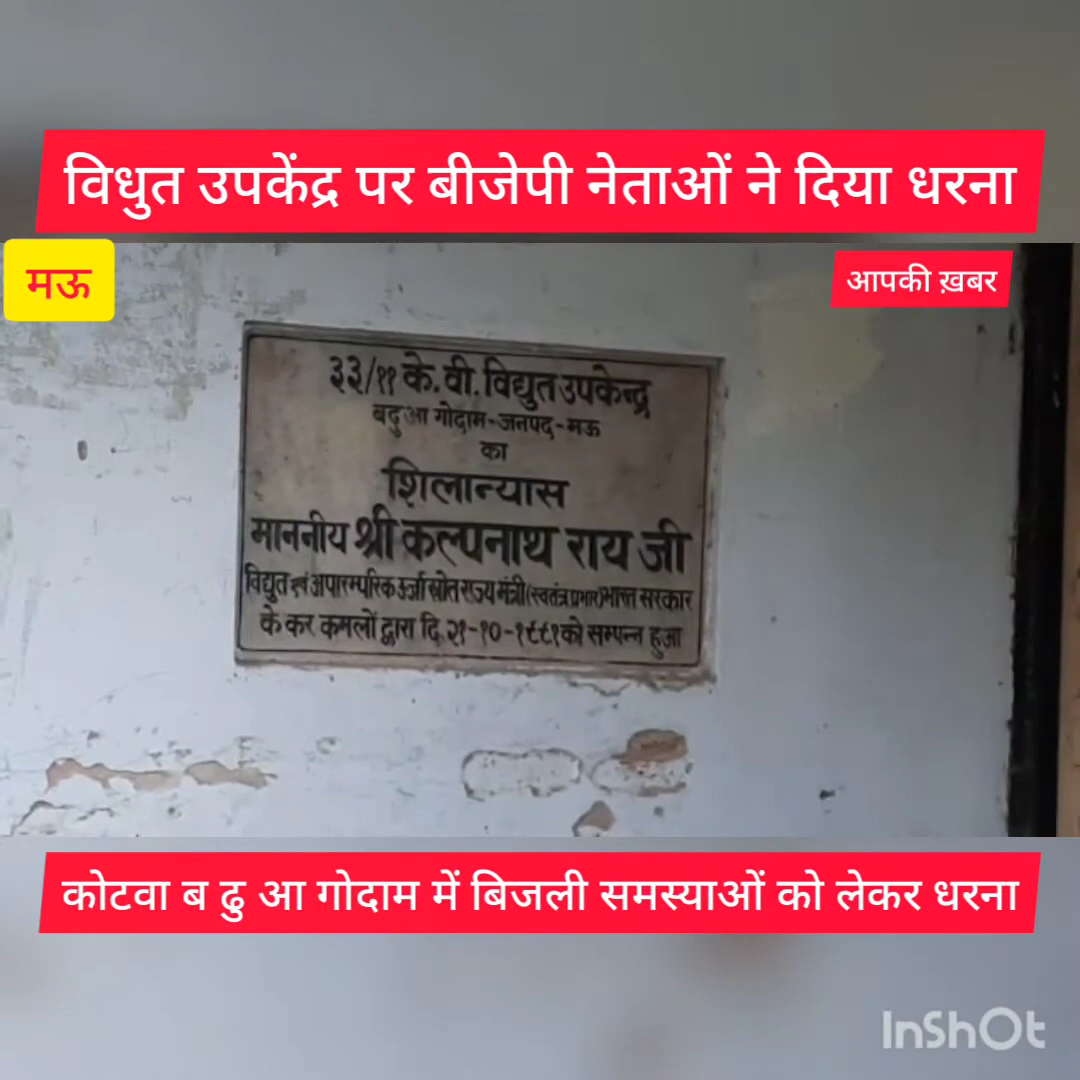 विधुत उपकेंद्र पर बीजेपी नेताओं ने दिया धरना
मऊ
आपकी ख़बर
३३/११ के.वी. विद्युत उपकेन्द्र
बदुआ गोदाम-जनपद-मऊ
का
शिलान्यास
माननीय श्री कल्पनाथ राय जी
विद्युत एवं अपारम्परिक ऊर्जा स्रोत राज्य मंत्री (स्वतंत्र प्रभार) भारत सरकार
के कर कमलों द्वारा दि. २१-१०-१९९१ को सम्पन्न हुआ
कोटवा ब ढु आ गोदाम में बिजली समस्याओं को लेकर धरना
InShOt